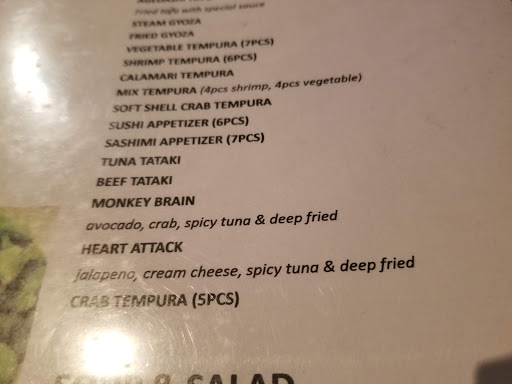 Fried tofu with special sauce
STEAM GYOZA
FRIED GYOZA
VEGETABLE TEMPURA (7PCS)
SHRIMP TEMPURA (6PCS)
CALAMARI TEMPURA
MIX TEMPURA (4pcs shrimp, 4pcs vegetable)
SOFT SHELL CRAB TEMPURA
SUSHI APPETIZER (6PCS)
SASHIMI APPETIZER (7PCS)
TUNA TATAKI
BEEF TATAKI
MONKEY BRAIN
avocado, crab, spicy tuna & deep fried
HEART ATTACK
jalapeno, cream cheese, spicy tuna & deep fried
CRAB TEMPURA (5PCS)
SALAD